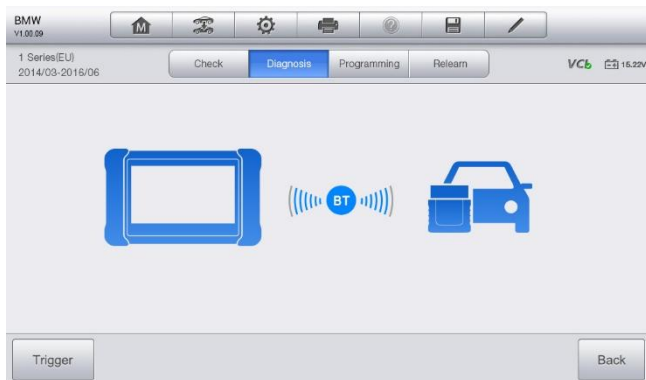 BMW
V1.00.09
M
1 Series(EU)
2014/03-2016/06
Check
Diagnosis
Programming
Relearn
VCb
15.22V
BT
Trigger
Back